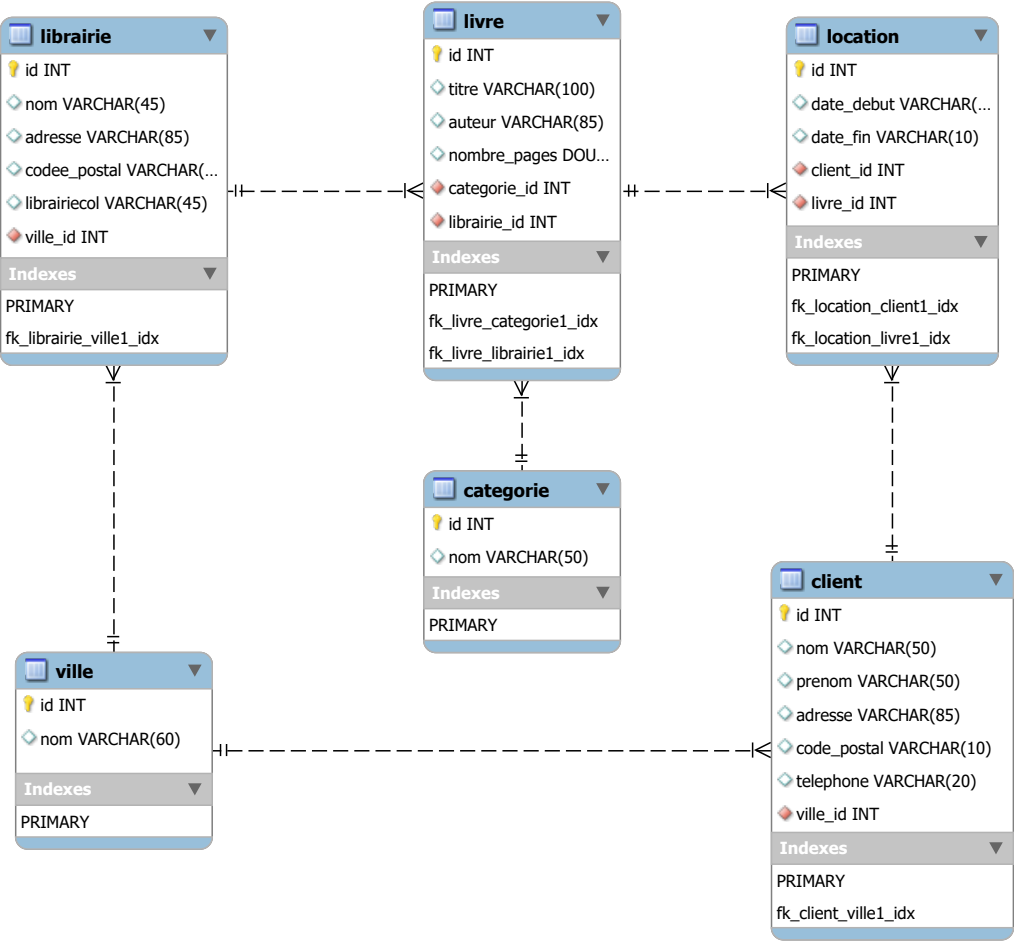 librairie
id INT
nom VARCHAR(45)
adresse VARCHAR(85)
codee_postal VARCHAR(...
librairiecol VARCHAR(45)
ville_id INT
Indexes
PRIMARY
fk_librairie_ville1_idx
livre
id INT
titre VARCHAR(100)
auteur VARCHAR(85)
nombre_pages DOU...
categorie_id INT
librairie_id INT
Indexes
PRIMARY
fk_livre_categorie1_idx
fk_livre_librairie1_idx
location
id INT
date_debut VARCHAR(...
date_fin VARCHAR(10)
client_id INT
livre_id INT
Indexes
PRIMARY
fk_location_client1_idx
fk_location_livre1_idx
categorie
id INT
nom VARCHAR(50)
Indexes
PRIMARY
ville
id INT
nom VARCHAR(60)
Indexes
PRIMARY
client
id INT
nom VARCHAR(50)
prenom VARCHAR(50)
adresse VARCHAR(85)
code_postal VARCHAR(10)
telephone VARCHAR(20)
ville_id INT
Indexes
PRIMARY
fk_client_ville1_idx